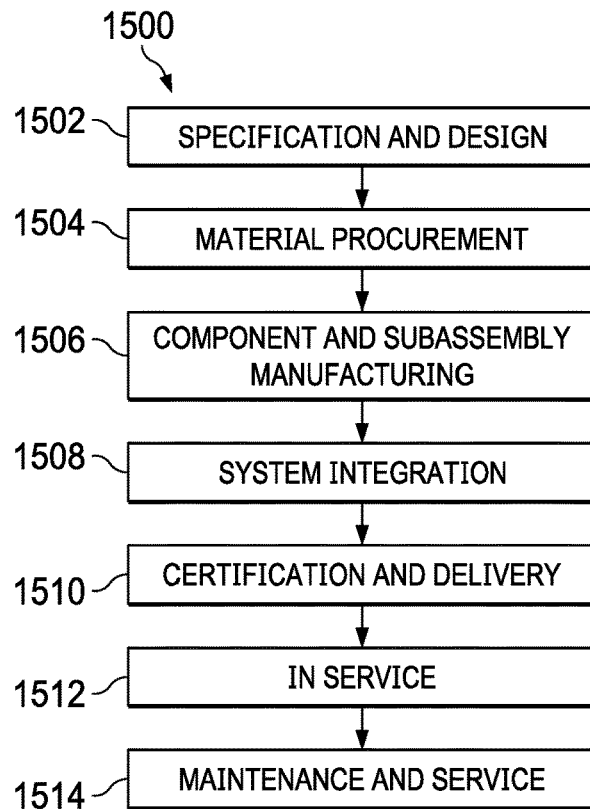 1500
1502
SPECIFICATION AND DESIGN
1504
MATERIAL PROCUREMENT
1506
COMPONENT AND SUBASSEMBLY
MANUFACTURING
1508
SYSTEM INTEGRATION
1510
CERTIFICATION AND DELIVERY
1512
IN SERVICE
1514
MAINTENANCE AND SERVICE